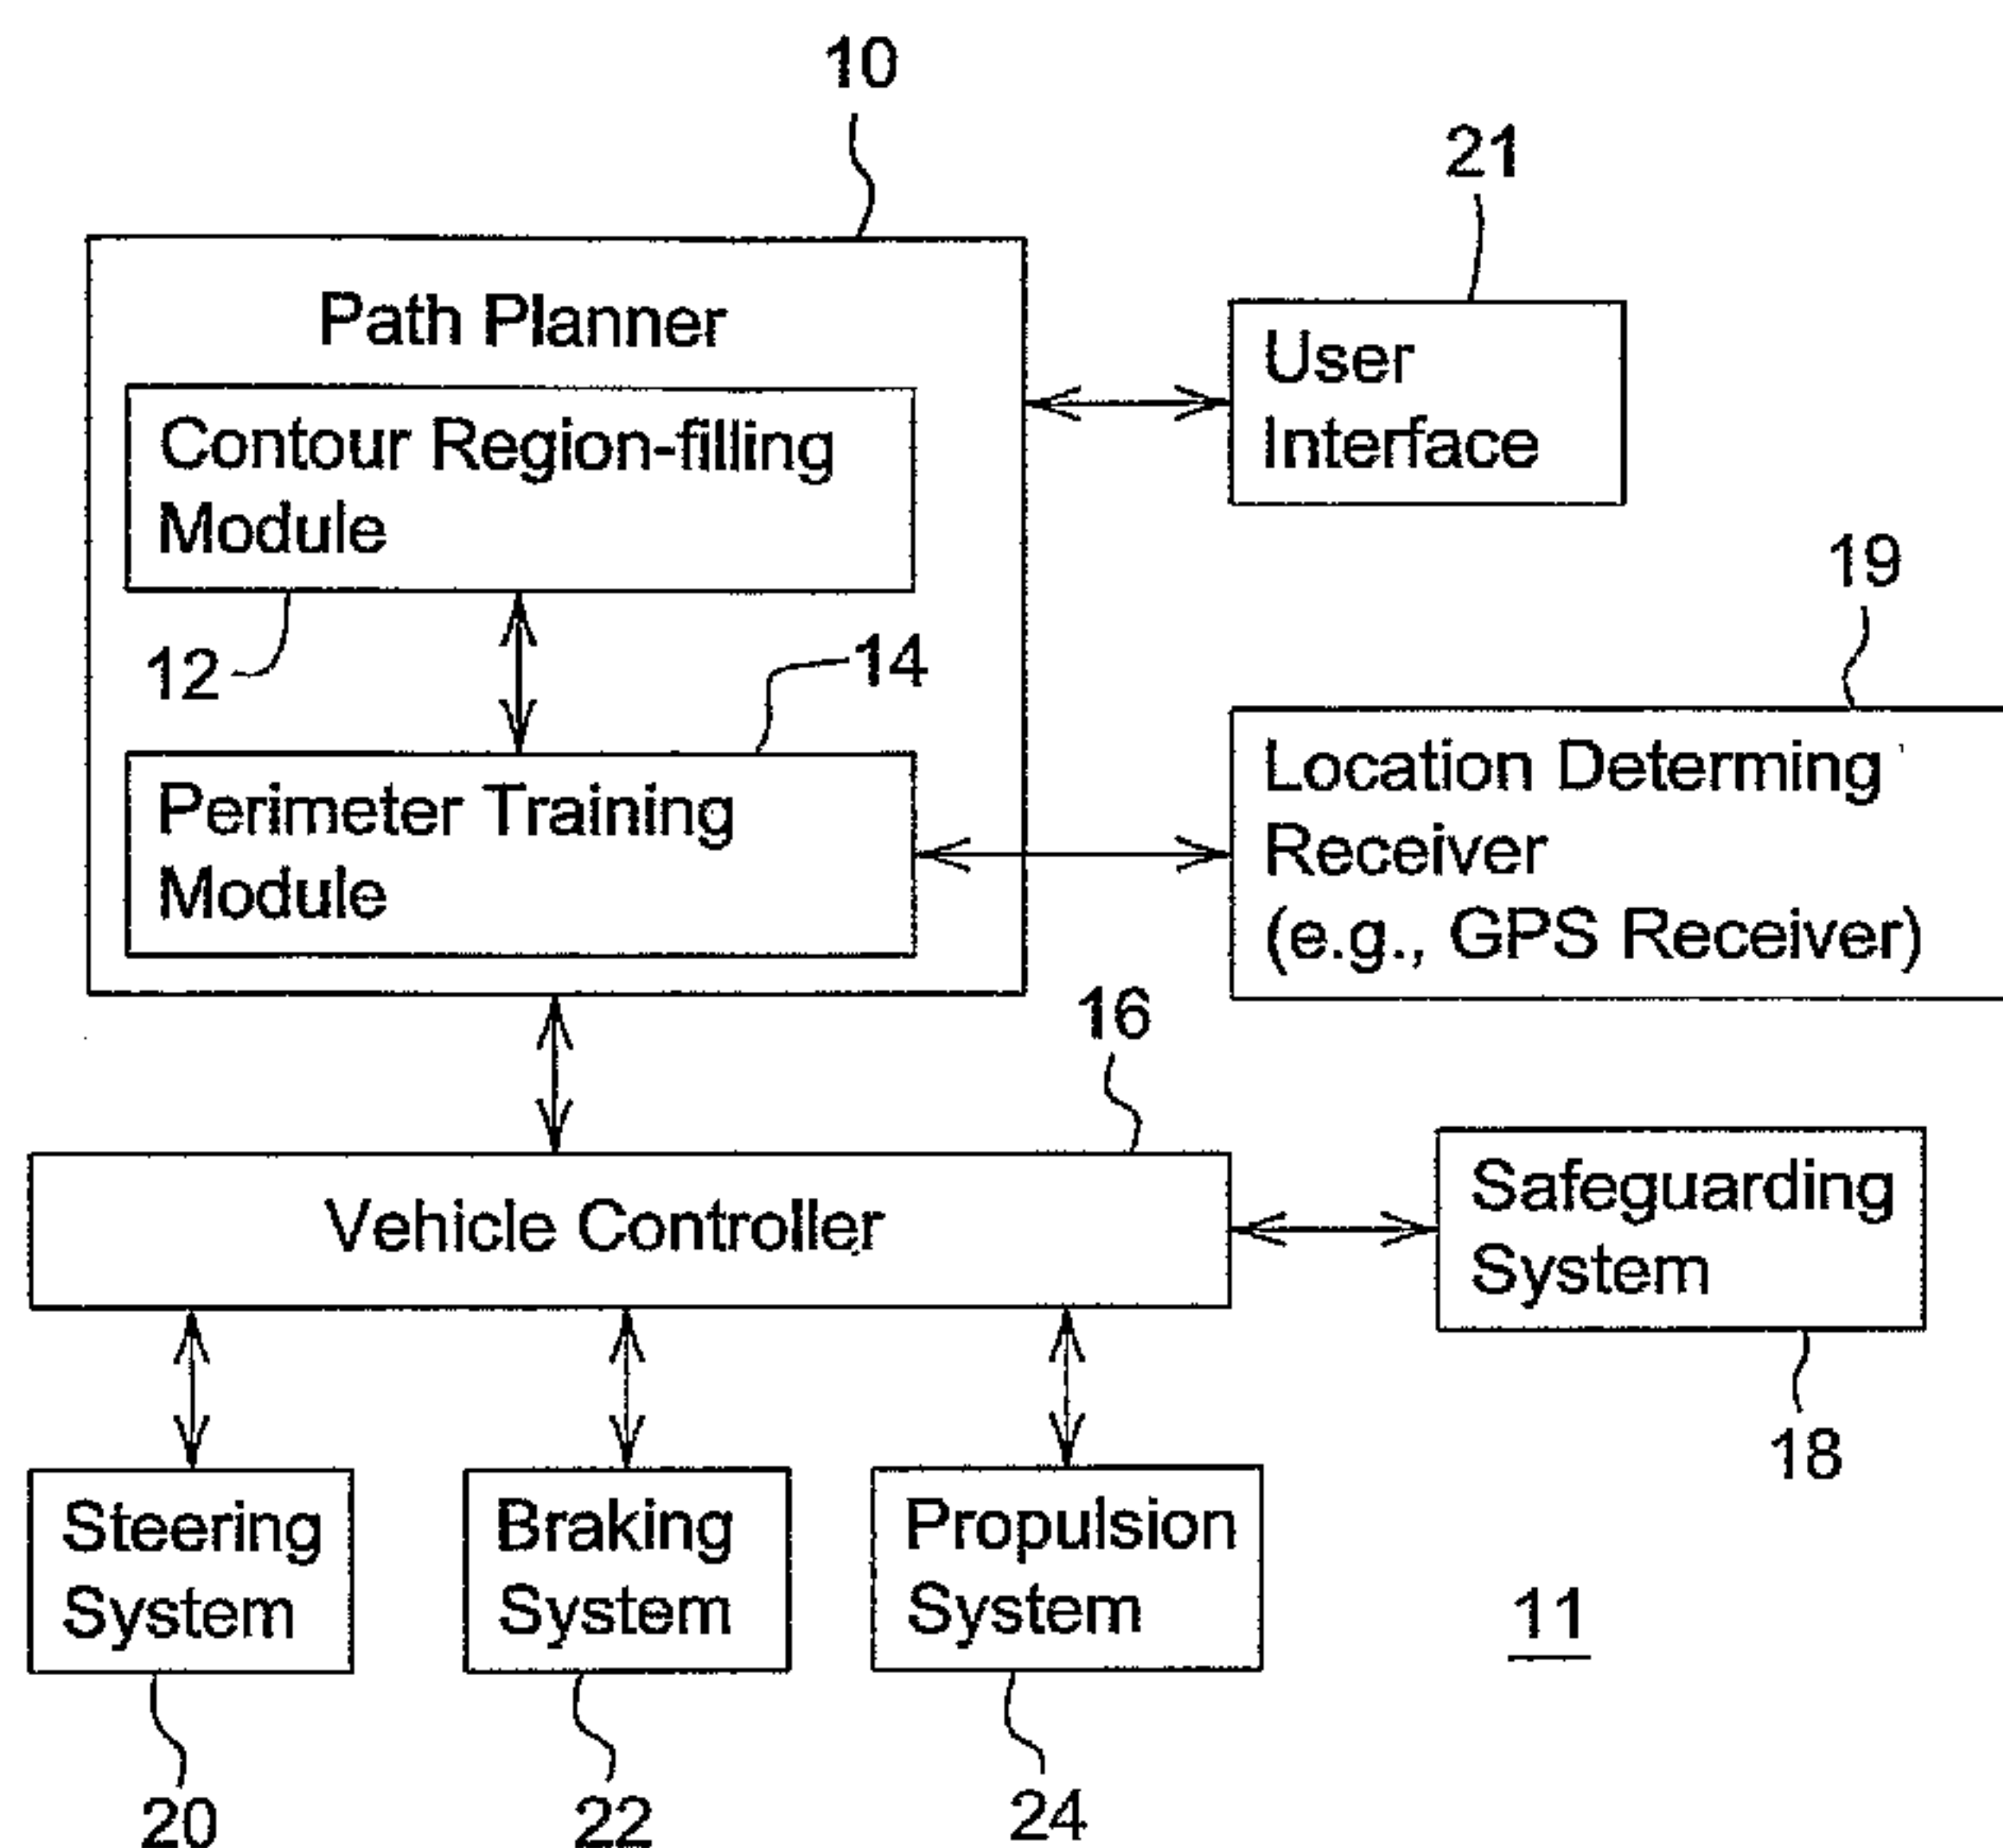 10
21
Path Planner
User
Interface
Contour Region-filling
Module
19
12
14
Location Determing
Receiver
(e.g., GPS Receiver)
Perimeter Training
Module
16
Vehicle Controller
Safeguarding
System
18
Steering
System
Braking
System
Propulsion
System
11
20
22
24